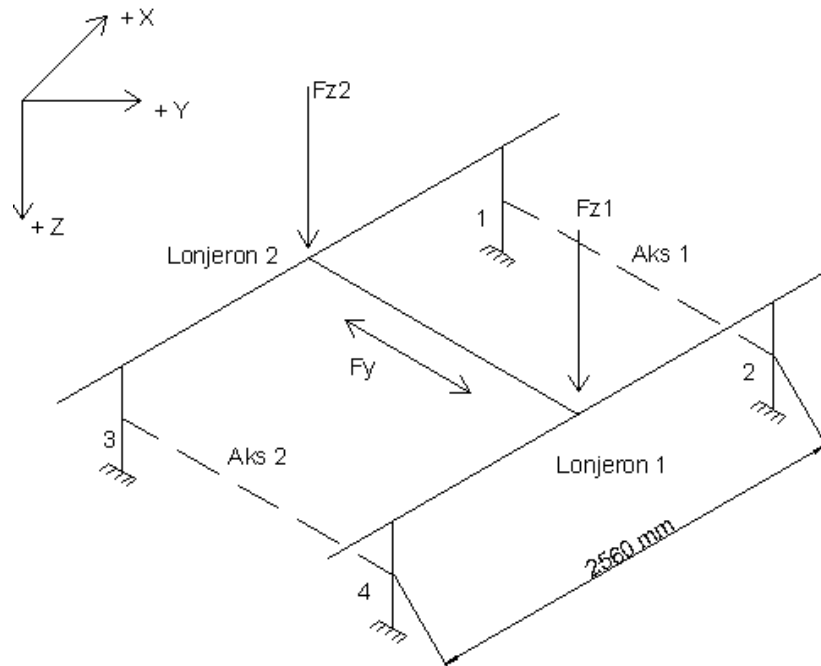 + X
+ Y
+ Z
Fz2
Lonjeron 2
1
Fz1
Aks 1
Fy
2
3
Aks 2
Lonjeron 1
4
2560 mm